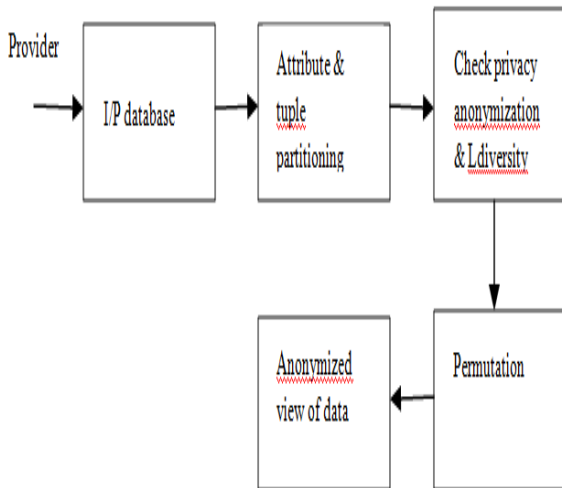 Provider
I/P database
Attribute &
tuple
partitioning
Check privacy
anonymization
& Ldiversity
Permutation
Anonymized
view of data